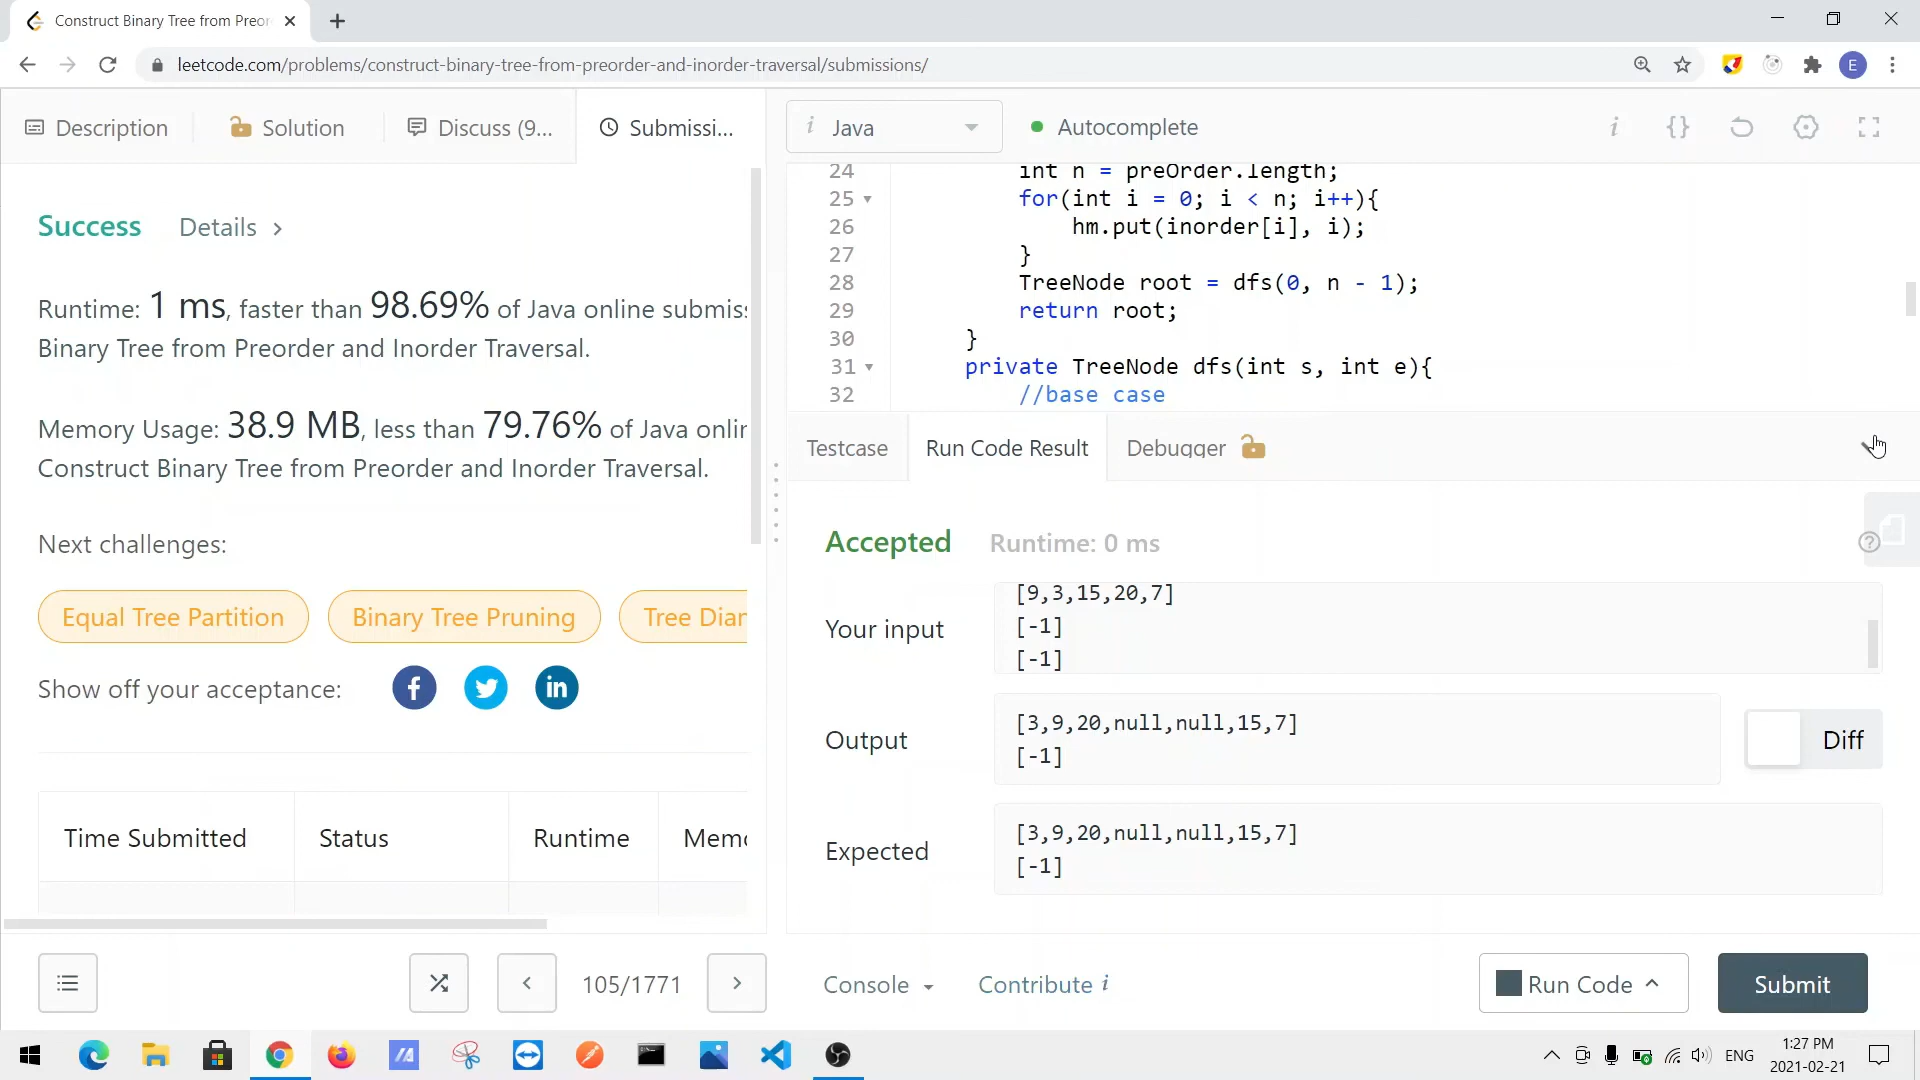 Construct Binary Tree from Preor
leetcode.com/problems/construct-binary-tree-from-preorder-and-inorder-traversal/submissions/
E
Description
Solution
Discuss (9...
Submissi...
Success
Details >
Runtime: 1 ms, faster than 98.69% of Java online submis
Binary Tree from Preorder and Inorder Traversal.
Memory Usage: 38.9 MB, less than 79.76% of Java onlin
Construct Binary Tree from Preorder and Inorder Traversal.
Next challenges:
Equal Tree Partition
Binary Tree Pruning
Tree Diam
Show off your acceptance:
Time Submitted
Status
Runtime
Memo
105/1771
i Java
Autocomplete
i {}
24 int n = preOrder.length;
25 for(int i = 0; i < n; i++){
26 hm.put(inorder[i], i);
27 }
28 TreeNode root = dfs(0, n - 1);
29 return root;
30 }
31 private TreeNode dfs(int s, int e){
32 //base case
Testcase
Run Code Result
Debugger
Accepted
Runtime: 0 ms
?
Your input
[9,3,15,20,7]
[-1]
[-1]
Output
[3,9,20,null,null,15,7]
[-1]
Diff
Expected
[3,9,20,null,null,15,7]
[-1]
Console
Contribute i
Run Code
Submit
ENG
1:27 PM
2021-02-21